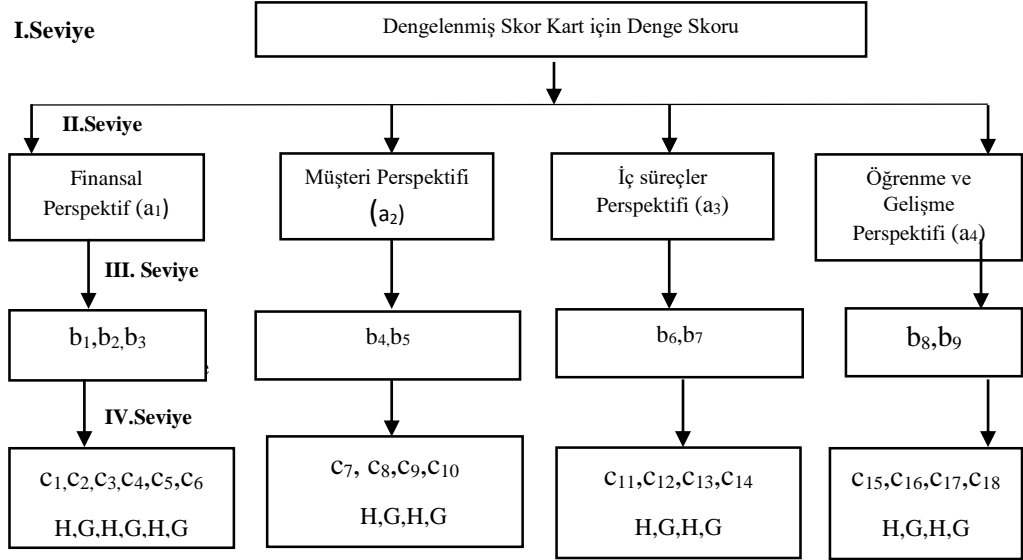 I.Seviye
Dengelenmiş Skor Kart için Denge Skoru
II.Seviye
Finansal
Perspektif (a1)
Müşteri Perspektifi
(a2)
İç süreçler
Perspektifi (a3)
Öğrenme ve
Gelişme
Perspektifi (a4)
III. Seviye
b1,b2,b3
b4,b5
b6,b7
b8,b9
IV.Seviye
c1,c2,c3,c4,c5,c6
H,G,H,G,H,G
c7, c8,c9,c10
H,G,H,G
c11,c12,c13,c14
H,G,H,G
c15,c16,c17,c18
H,G,H,G